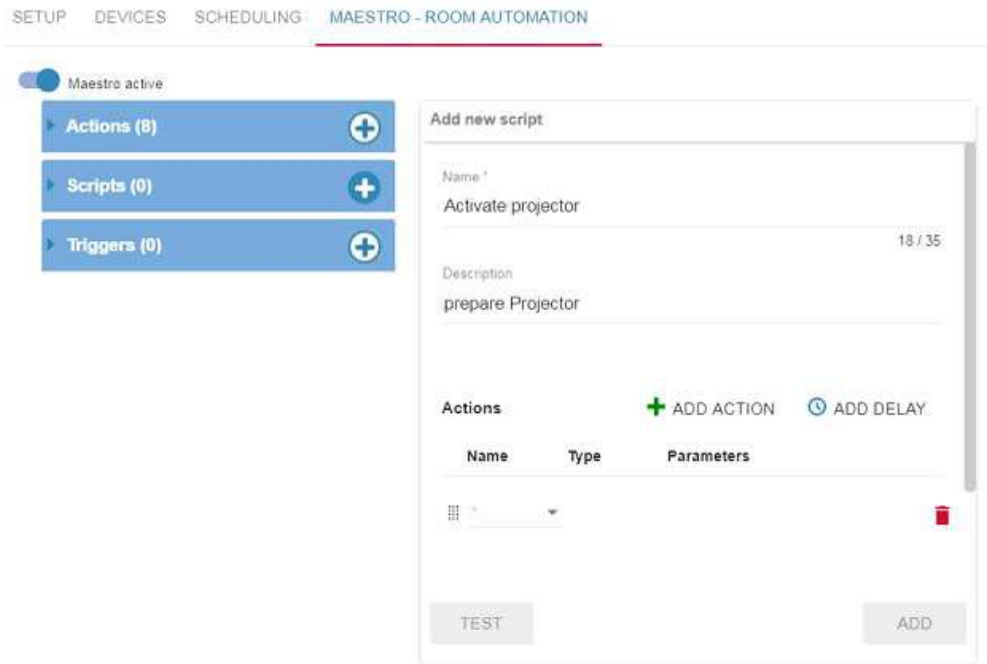 SETUP DEVICES SCHEDULING MAESTRO - ROOM AUTOMATION
Maestro active
Actions (8)
Scripts (0)
Triggers (0)
Add new script
Name *
Activate projector
18 / 35
Description
prepare Projector
Actions ADD ACTION ADD DELAY
Name Type Parameters
*
TEST ADD